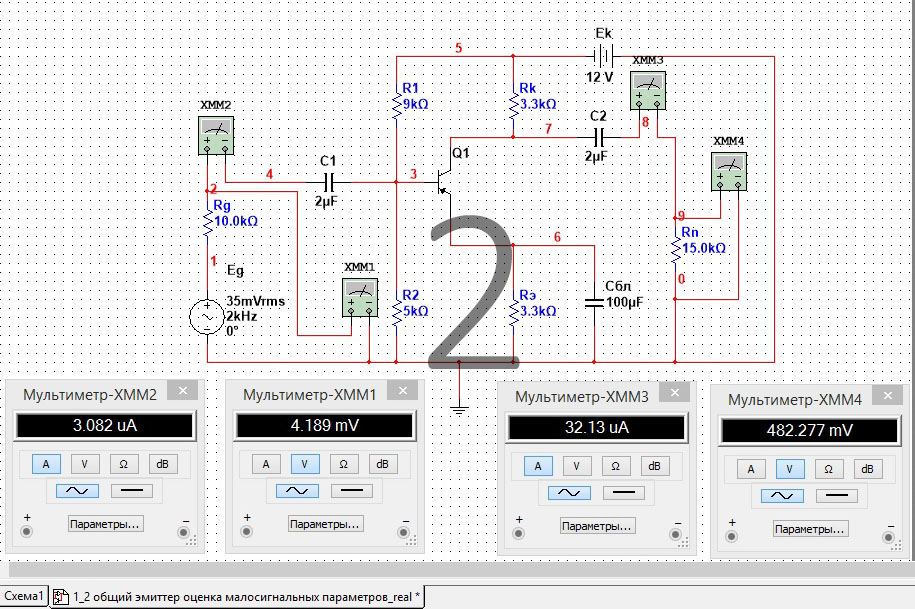 Ek
5
12 V
XMM3
R1
9kΩ
Rk
3.3kΩ
XMM2
C2
2µF
8
7
XMM4
Q1
C1
2µF
4
3
2
Rg
10.0kΩ
9
Rn
15.0kΩ
6
1
Eg
XMM1
0
35mVrms
2kHz
0°
R2
5kΩ
Rэ
3.3kΩ
Cбл
100µF
2
Мультиметр-XMM2
3.082 uA
A V Ω dB
+ Параметры... −
Мультиметр-XMM1
4.189 mV
A V Ω dB
+ Параметры... −
Мультиметр-XMM3
32.13 uA
A V Ω dB
+ Параметры... −
Мультиметр-XMM4
482.277 mV
A V Ω dB
+ Параметры... −
Схема1 1_2 общий эмиттер оценка малосигнальных параметров_real *